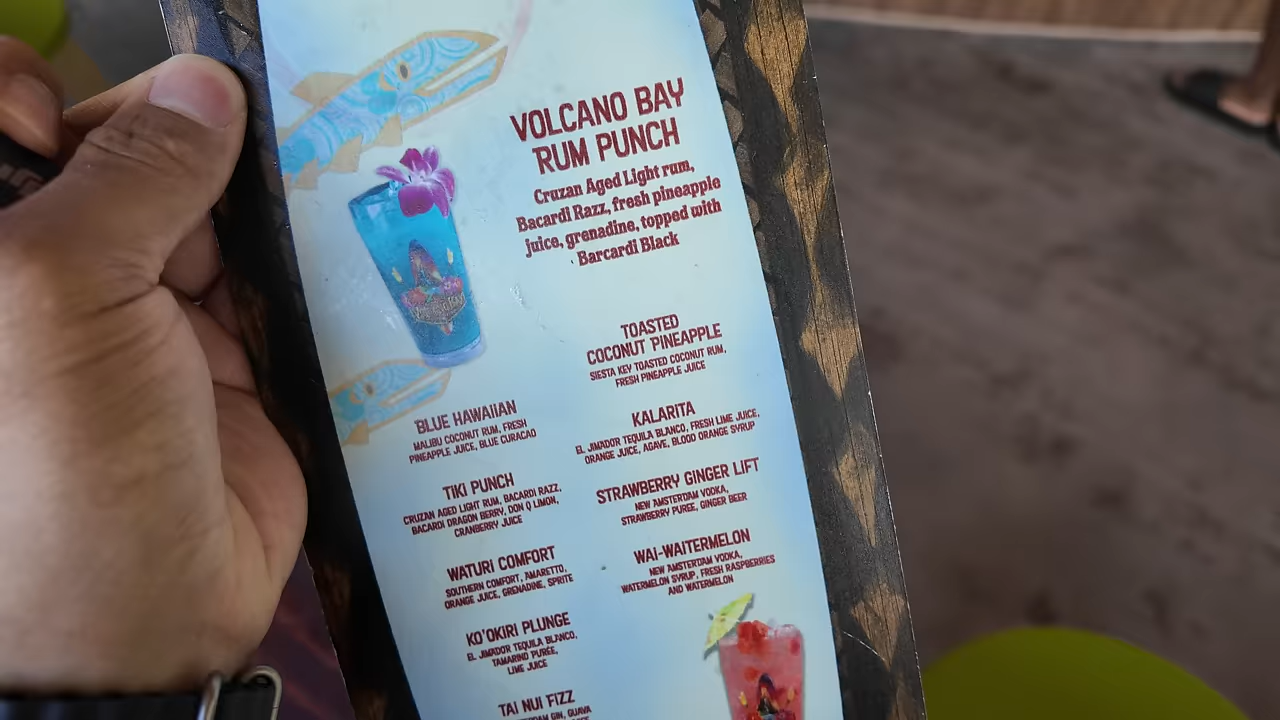 VOLCANO BAY
RUM PUNCH
Cruzan Aged Light rum,
Bacardi Razz, fresh pineapple
juice, grenadine, topped with
Barcardi Black
TOASTED
COCONUT PINEAPPLE
SIESTA KEY TOASTED COCONUT RUM,
FRESH PINEAPPLE JUICE
BLUE HAWAIIAN
MALIBU COCONUT RUM, FRESH
PINEAPPLE JUICE, BLUE CURACAO
KALARITA
EL JIMADOR TEQUILA BLANCO, FRESH LIME JUICE,
ORANGE JUICE, AGAVE, BLOOD ORANGE SYRUP
TIKI PUNCH
CRUZAN AGED LIGHT RUM, BACARDI RAZZ,
BACARDI DRAGON BERRY, DON Q LIMON,
CRANBERRY JUICE
STRAWBERRY GINGER LIFT
NEW AMSTERDAM VODKA,
STRAWBERRY PUREE, GINGER BEER
WATURI COMFORT
SOUTHERN COMFORT, AMARETTO,
ORANGE JUICE, GRENADINE, SPRITE
WAI-WAITERMELON
NEW AMSTERDAM VODKA,
WATERMELON SYRUP, FRESH RASPBERRIES
AND WATERMELON
KO'OKIRI PLUNGE
EL JIMADOR TEQUILA BLANCO,
TAMARIND PURÉE,
LIME JUICE
TAI NUI FIZZ
GIN, GUAVA